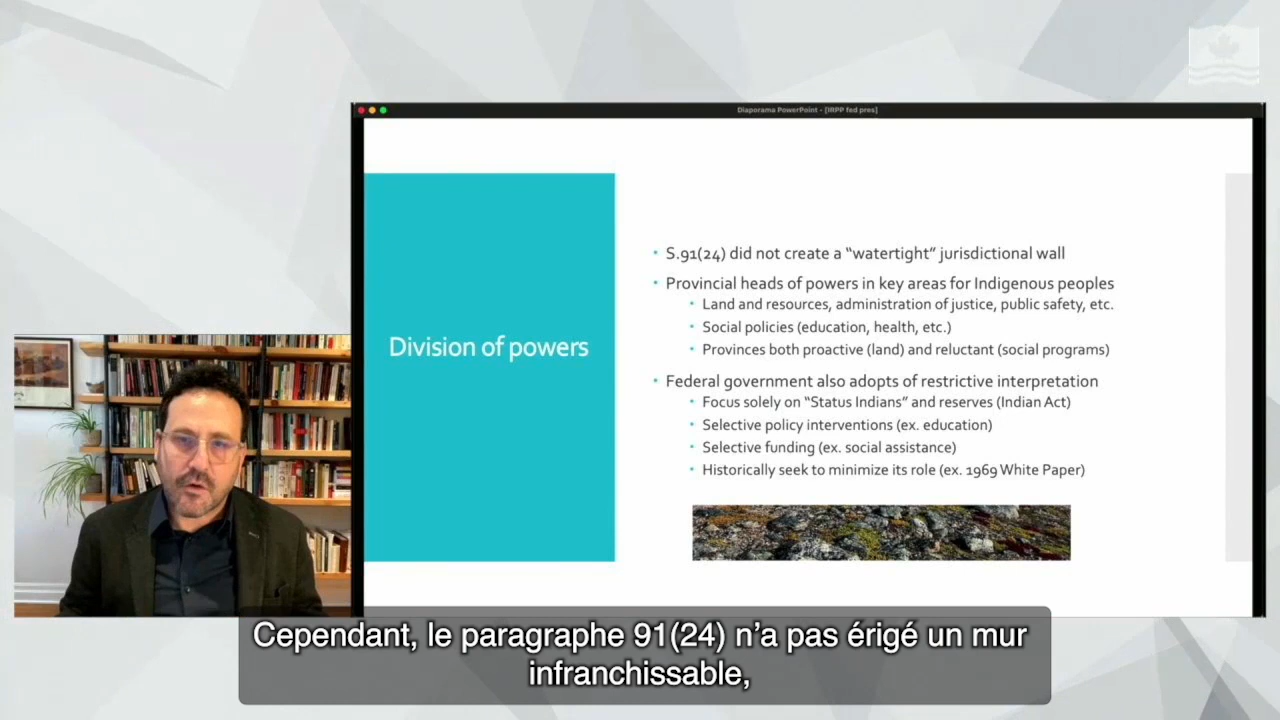 Diaporama PowerPoint - [IRPP fed pres]
Division of powers
• S.91(24) did not create a “watertight” jurisdictional wall
• Provincial heads of powers in key areas for Indigenous peoples
• Land and resources, administration of justice, public safety, etc.
• Social policies (education, health, etc.)
• Provinces both proactive (land) and reluctant (social programs)
• Federal government also adopts of restrictive interpretation
• Focus solely on “Status Indians” and reserves (Indian Act)
• Selective policy interventions (ex. education)
• Selective funding (ex. social assistance)
• Historically seek to minimize its role (ex. 1969 White Paper)
Cependant, le paragraphe 91(24) n’a pas érigé un mur
infranchissable,